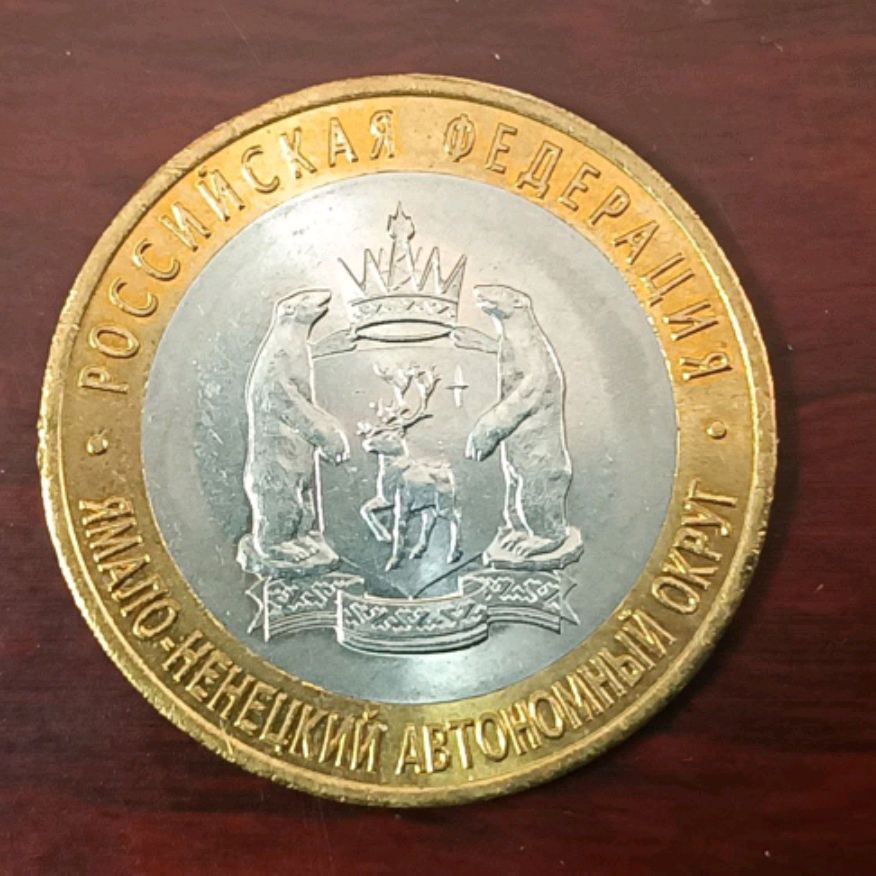 РОССИЙСКАЯ ФЕДЕРАЦИЯ
ЯМАЛО-НЕНЕЦКИЙ АВТОНОМНЫЙ ОКРУГ